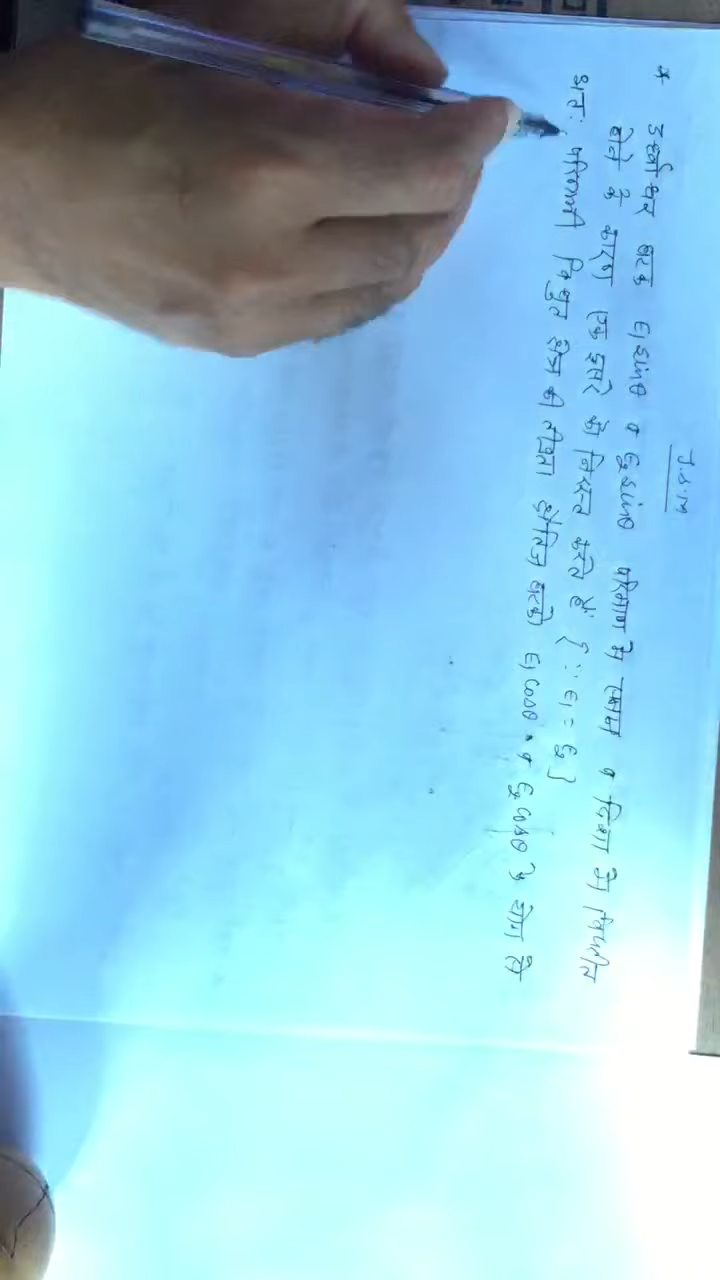 J.S.M
* उर्ध्वाधर घटक E₁sinθ व E₂sinθ परिमाण में समान व दिशा में विपरीत
होने के कारण एक दूसरे को निरस्त करते हैं {∵ E₁ = E₂}
अतः परिणामी विधुत क्षेत्र की तीव्रता क्षैतिज घटको E₁cosθ व E₂cosθ के योग से